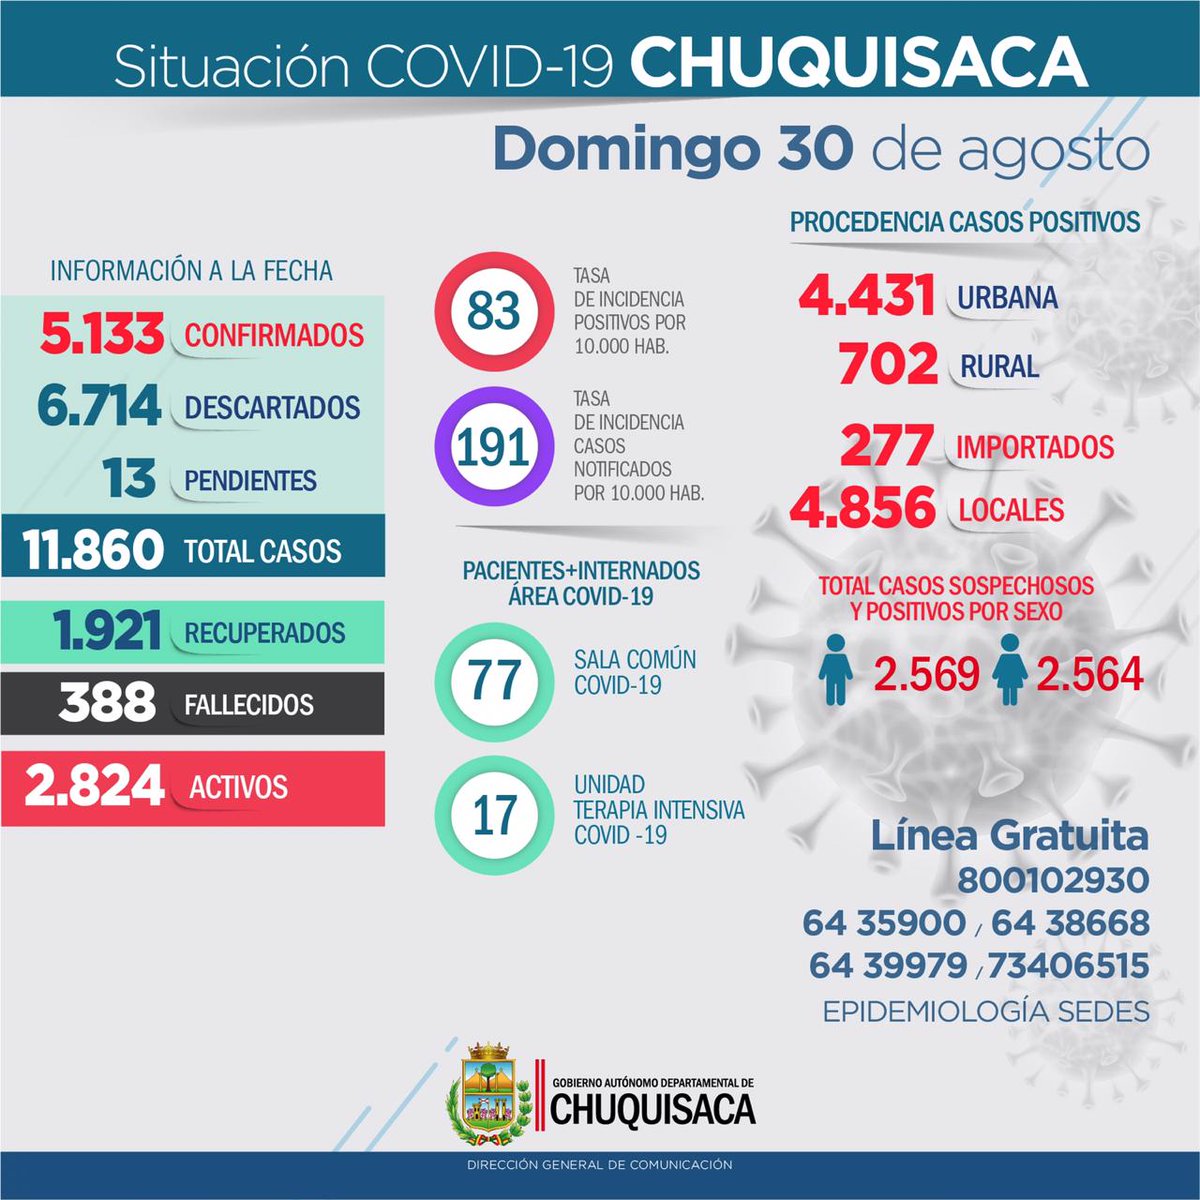 Situación COVID-19 CHUQUISACA
Domingo 30 de agosto
INFORMACIÓN A LA FECHA
5.133 CONFIRMADOS
6.714 DESCARTADOS
13 PENDIENTES
11.860 TOTAL CASOS
1.921 RECUPERADOS
388 FALLECIDOS
2.824 ACTIVOS
83
TASA
DE INCIDENCIA
POSITIVOS POR
10.000 HAB.
191
TASA
DE INCIDENCIA
CASOS
NOTIFICADOS
POR 10.000 HAB.
PACIENTES+INTERNADOS
ÁREA COVID-19
77
SALA COMÚN
COVID-19
17
UNIDAD
TERAPIA INTENSIVA
COVID -19
PROCEDENCIA CASOS POSITIVOS
4.431 URBANA
702 RURAL
277 IMPORTADOS
4.856 LOCALES
TOTAL CASOS SOSPECHOSOS
Y POSITIVOS POR SEXO
2.569 2.564
Línea Gratuita
800102930
64 35900 / 64 38668
64 39979 / 73406515
EPIDEMIOLOGÍA SEDES
GOBIERNO AUTÓNOMO DEPARTAMENTAL DE
CHUQUISACA
DIRECCIÓN GENERAL DE COMUNICACIÓN